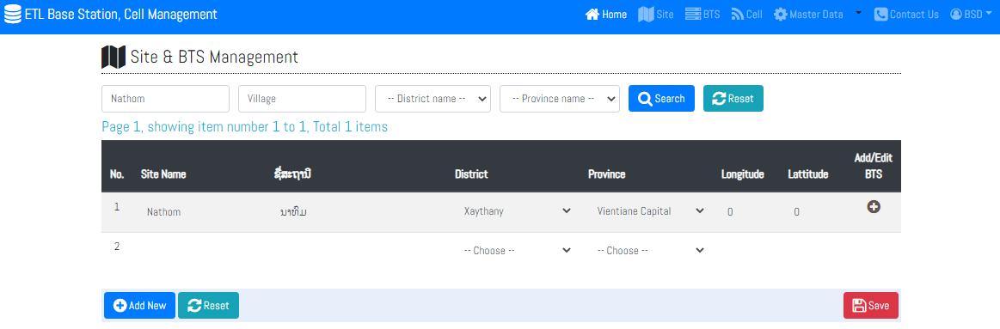 ETL Base Station, Cell Management
Home Site BTS Cell Master Data Contact Us BSD
Site & BTS Management
Nathom Village -- District name -- -- Province name -- Search Reset
Page 1, showing item number 1 to 1, Total 1 items
No. Site Name ຊື່ສະຖານີ District Province Longitude Lattitude Add/Edit BTS
1 Nathom ນາທົມ Xaythany Vientiane Capital 0 0
2 -- Choose -- -- Choose --
Add New Reset Save